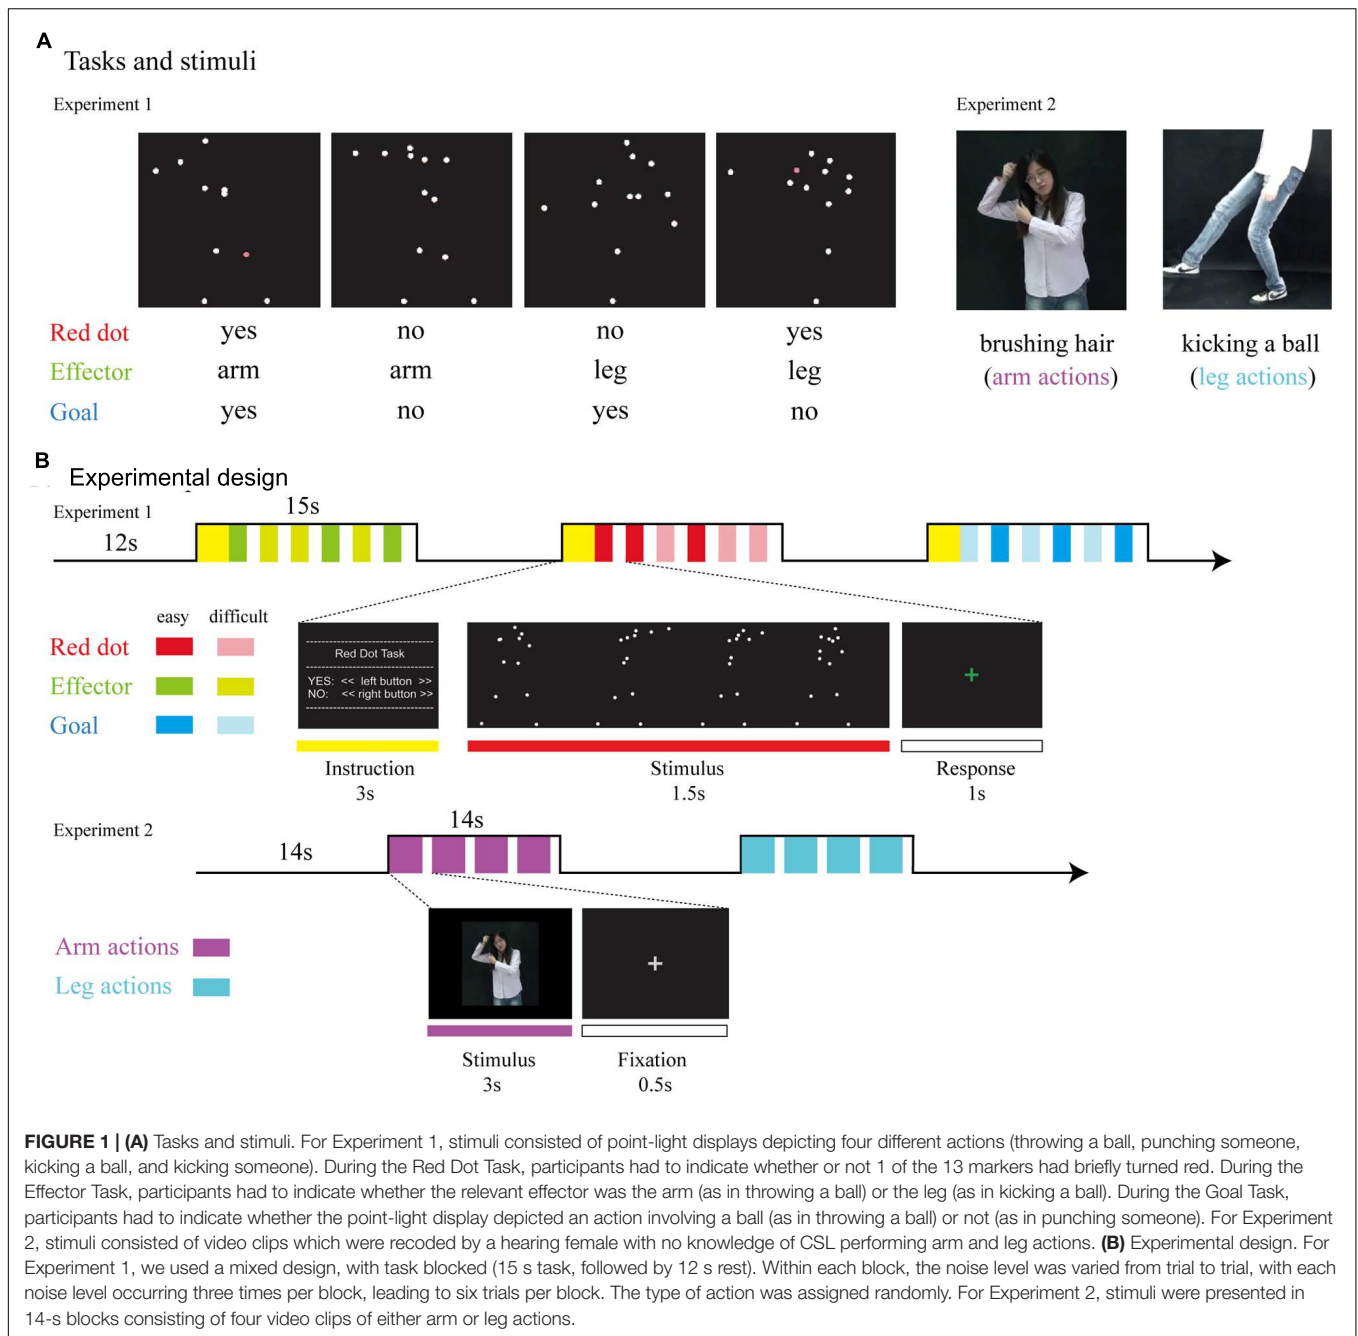 A
Tasks and stimuli
Experiment 1
Experiment 2
Red dot yes no no yes
Effector arm arm leg leg
Goal yes no yes no
brushing hair
(arm actions)
kicking a ball
(leg actions)
B
Experimental design
Experiment 1
12s
15s
easy difficult
Red dot
Effector
Goal
Red Dot Task
YES: << left button >>
NO: << right button >>
Instruction
3s
Stimulus
1.5s
Response
1s
Experiment 2
14s
14s
Arm actions
Leg actions
Stimulus
3s
Fixation
0.5s
FIGURE 1 | (A) Tasks and stimuli. For Experiment 1, stimuli consisted of point-light displays depicting four different actions (throwing a ball, punching someone,
kicking a ball, and kicking someone). During the Red Dot Task, participants had to indicate whether or not 1 of the 13 markers had briefly turned red. During the
Effector Task, participants had to indicate whether the relevant effector was the arm (as in throwing a ball) or the leg (as in kicking a ball). During the Goal Task,
participants had to indicate whether the point-light display depicted an action involving a ball (as in throwing a ball) or not (as in punching someone). For Experiment
2, stimuli consisted of video clips which were recoded by a hearing female with no knowledge of CSL performing arm and leg actions. (B) Experimental design. For
Experiment 1, we used a mixed design, with task blocked (15 s task, followed by 12 s rest). Within each block, the noise level was varied from trial to trial, with each
noise level occurring three times per block, leading to six trials per block. The type of action was assigned randomly. For Experiment 2, stimuli were presented in
14-s blocks consisting of four video clips of either arm or leg actions.